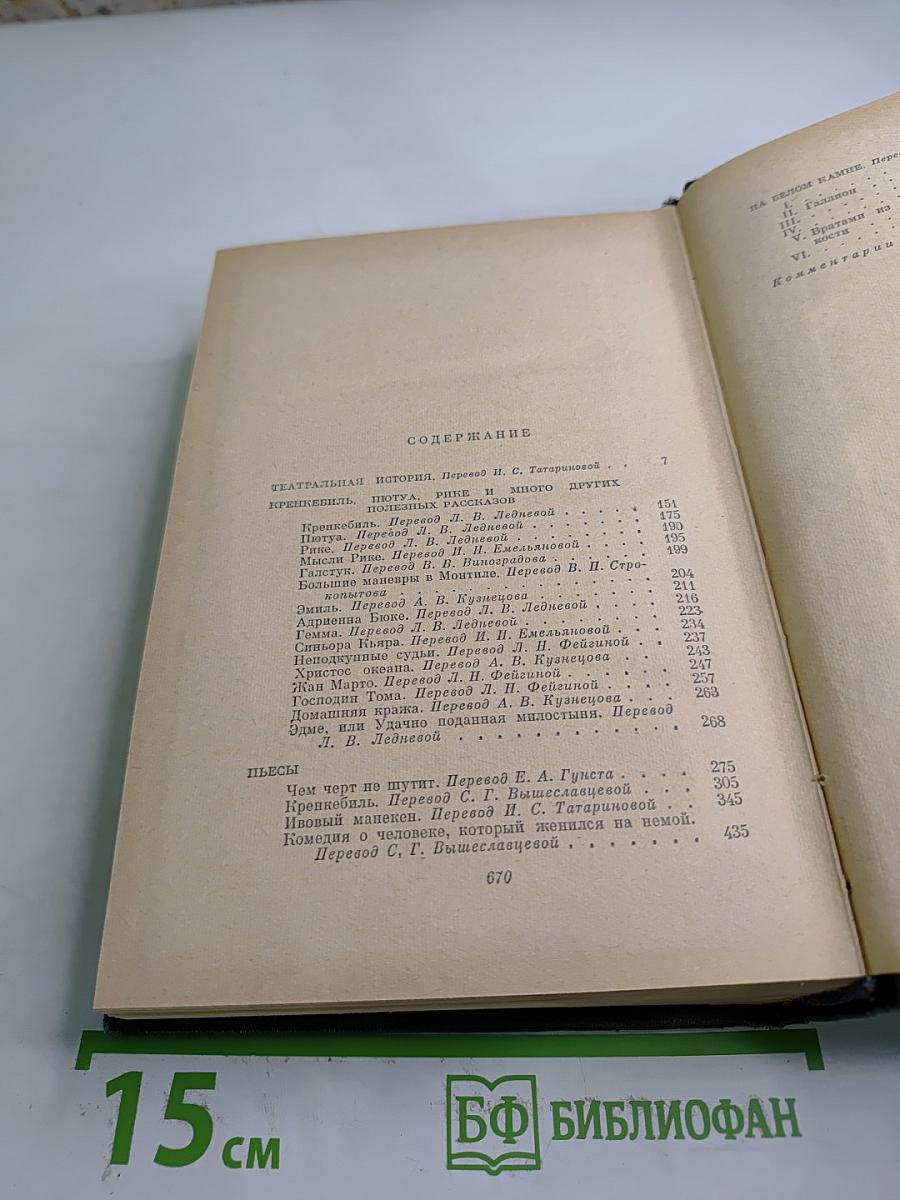 СОДЕРЖАНИЕ
ТЕАТРАЛЬНАЯ ИСТОРИЯ. Перевод И. С. Татариновой . . 7
КРЕНКЕБИЛЬ, ПЮТУА, РИКЕ И МНОГО ДРУГИХ
ПОЛЕЗНЫХ РАССКАЗОВ
Кренкебиль. Перевод Л. В. Ледневой . . . . . 151
Пютуа. Перевод Л. В. Ледневой . . . . . . . 175
Рике. Перевод Л. В. Ледневой . . . . . . . 190
Мысли Рике. Перевод И. И. Емельяновой . . . . 195
Галстук. Перевод В. В. Виноградова . . . . . 199
Большие маневры в Монтиле. Перевод В. П. Стро-
копытова . . . . . . . . . . . . . 204
Эмиль. Перевод А. В. Кузнецова . . . . . . 211
Адриенна Бюке. Перевод Л. В. Ледневой . . . . 216
Гемма. Перевод Л. В. Ледневой . . . . . . . 223
Синьора Кьяра. Перевод И. И. Емельяновой . . . 234
Неподкупные судьи. Перевод Л. Н. Фейгиной . . 237
Христос океана. Перевод А. В. Кузнецова . . . 243
Жан Марто. Перевод Л. Н. Фейгиной . . . . . 247
Господин Тома. Перевод Л. Н. Фейгиной . . . . 257
Домашняя кража. Перевод А. В. Кузнецова . . . 263
Эдме, или Удачно поданная милостыня. Перевод
Л. В. Ледневой . . . . . . . . . . . . 268
ПЬЕСЫ
Чем черт не шутит. Перевод Е. А. Гунста . . . . 275
Кренкебиль. Перевод С. Г. Вышеславцевой . . . 305
Ивовый манекен. Перевод И. С. Татариновой . . 345
Комедия о человеке, который женился на немой.
Перевод С. Г. Вышеславцевой . . . . . . . 435
670
НА БЕЛОМ КАМНЕ. Перев
I. . . . . .
II. Галлион . . .
III. . . . . .
IV. . . . . .
V. Вратами из
кости . . .
VI. . . . . .
Комментарии
15 см
БФ БИБЛИОФАН